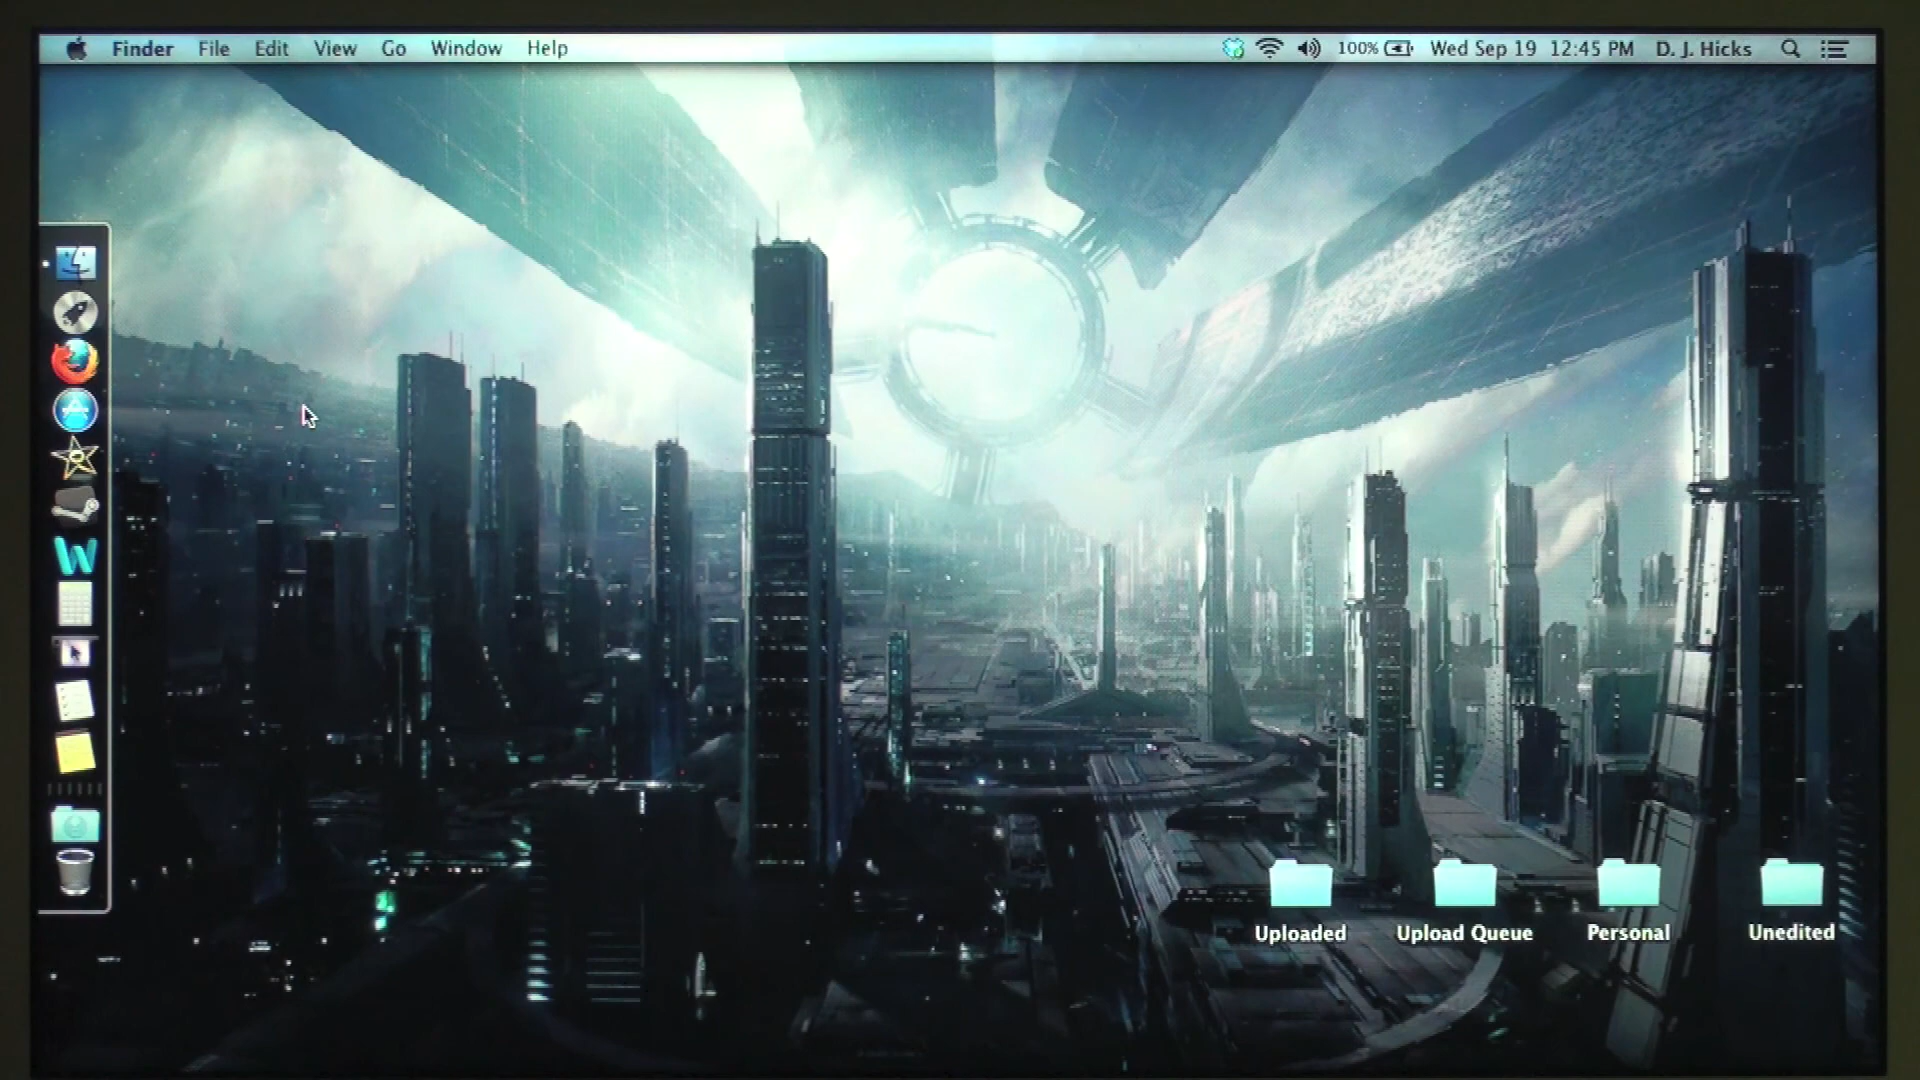 Finder File Edit View Go Window Help 100% Wed Sep 19 12:45 PM D. J. Hicks
W
Uploaded Upload Queue Personal Unedited